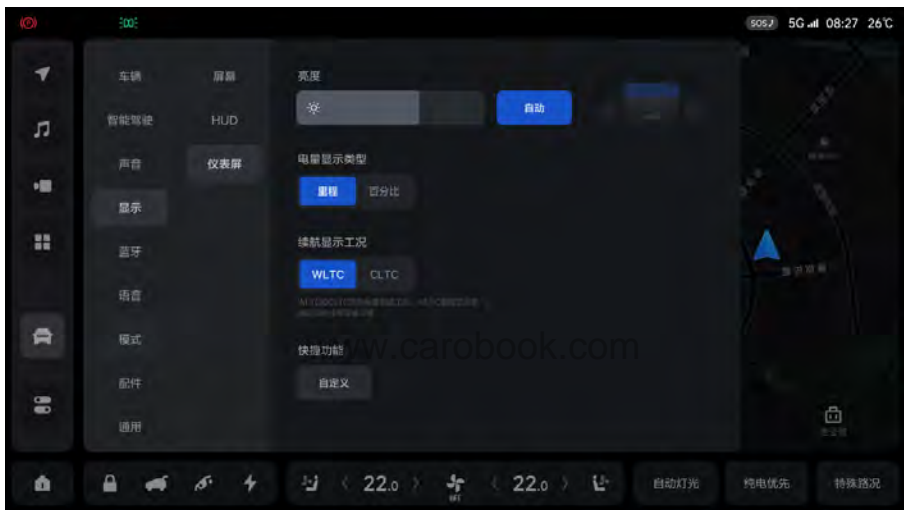 SOS 5G 08:27 26℃
车辆 屏幕 亮度
自动
智能驾驶 HUD
声音 仪表屏 电量显示类型
里程 百分比
显示
续航显示工况
蓝牙
WLTC CLTC
语音
模式
快捷功能
www.carobook.com
配件 自定义
通用
22.0 OFF 22.0 自动灯光 纯电优先 特殊路况